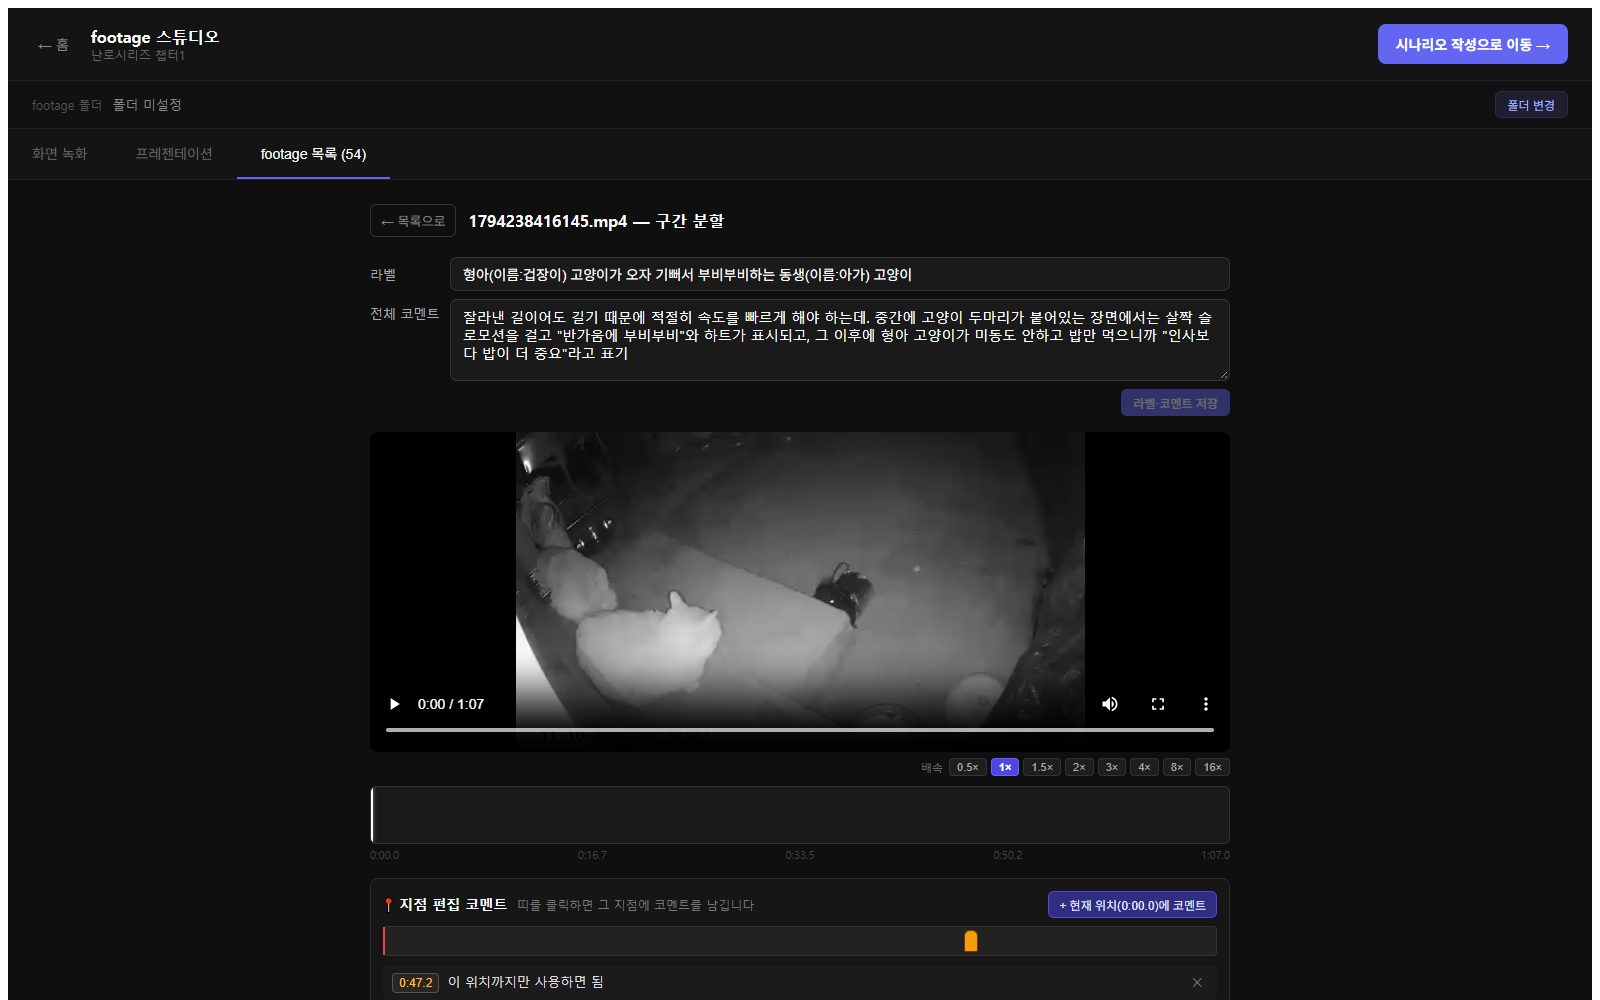 ← 홈
footage 스튜디오
난로시리즈 챕터1
시나리오 작성으로 이동 →
footage 폴더 폴더 미설정
폴더 변경
화면 녹화
프레젠테이션
footage 목록 (54)
← 목록으로
1794238416145.mp4 — 구간 분할
라벨
형아(이름:겁장이) 고양이가 오자 기뻐서 부비부비하는 동생(이름:아가) 고양이
전체 코멘트
잘라낸 길이어도 길기 때문에 적절히 속도를 빠르게 해야 하는데. 중간에 고양이 두마리가 붙어있는 장면에서는 살짝 슬
로모션을 걸고 "반가움에 부비부비"와 하트가 표시되고, 그 이후에 형아 고양이가 미동도 안하고 밥만 먹으니까 "인사보
다 밥이 더 중요"라고 표기
라벨·코멘트 저장
0:00 / 1:07
배속 0.5× 1× 1.5× 2× 3× 4× 8× 16×
0:00.0 0:16.7 0:33.5 0:50.2 1:07.0
지점 편집 코멘트 띠를 클릭하면 그 지점에 코멘트를 남깁니다
+ 현재 위치(0:00.0)에 코멘트
0:47.2 이 위치까지만 사용하면 됨 ×